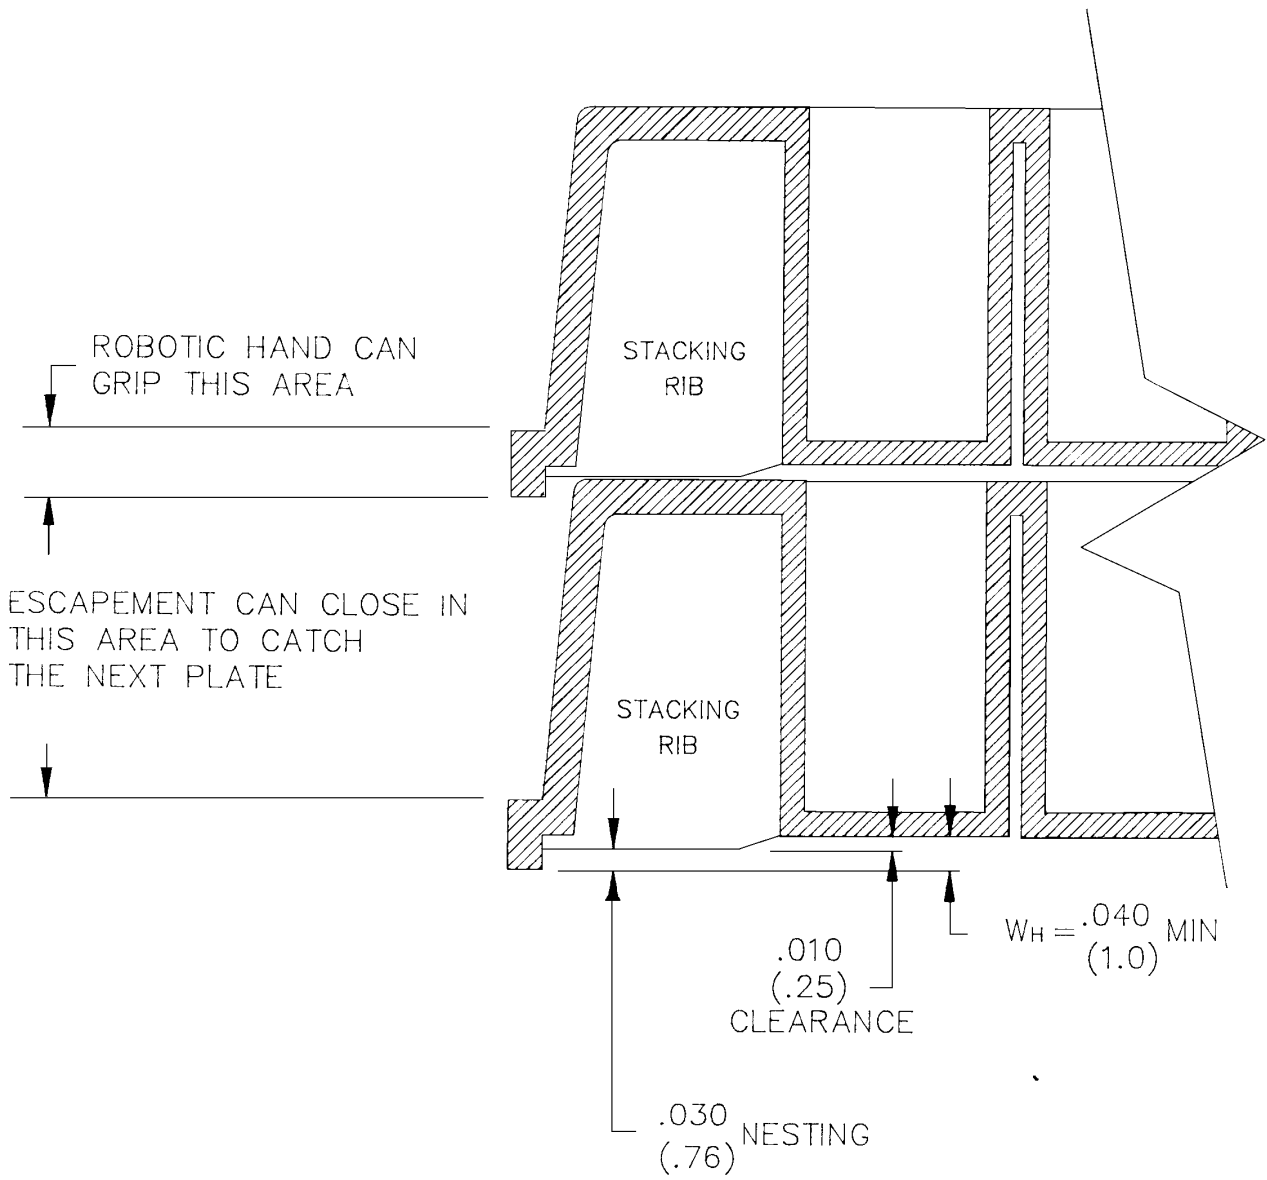 ROBOTIC HAND CAN
GRIP THIS AREA
STACKING
RIB
ESCAPEMENT CAN CLOSE IN
THIS AREA TO CATCH
THE NEXT PLATE
STACKING
RIB
WH = .040 MIN
(1.0)
.010
(.25)
CLEARANCE
.030 NESTING
(.76)